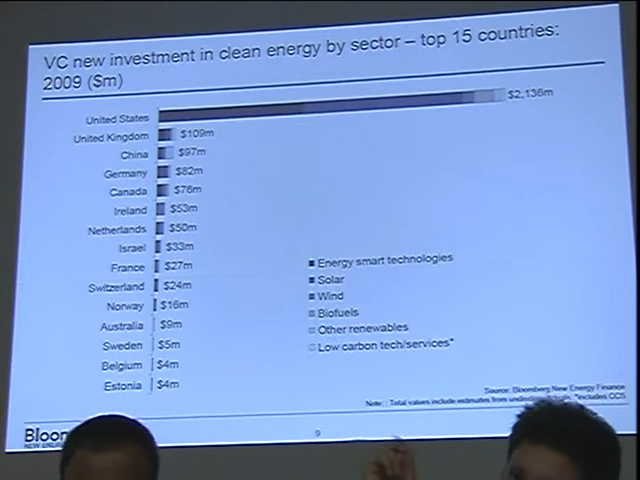 VC new investment in clean energy by sector – top 15 countries:
2009 ($m)
United States $2,136m
United Kingdom $109m
China $97m
Germany $82m
Canada $76m
Ireland $53m
Netherlands $50m
Israel $33m
France $27m
Switzerland $24m
Norway $16m
Australia $9m
Sweden $5m
Belgium $4m
Estonia $4m
Energy smart technologies
Solar
Wind
Biofuels
Other renewables
Low carbon tech/services*
Source: Bloomberg New Energy Finance
Note: : Total values include estimates from *includes CCS
9
Bloom
NEW